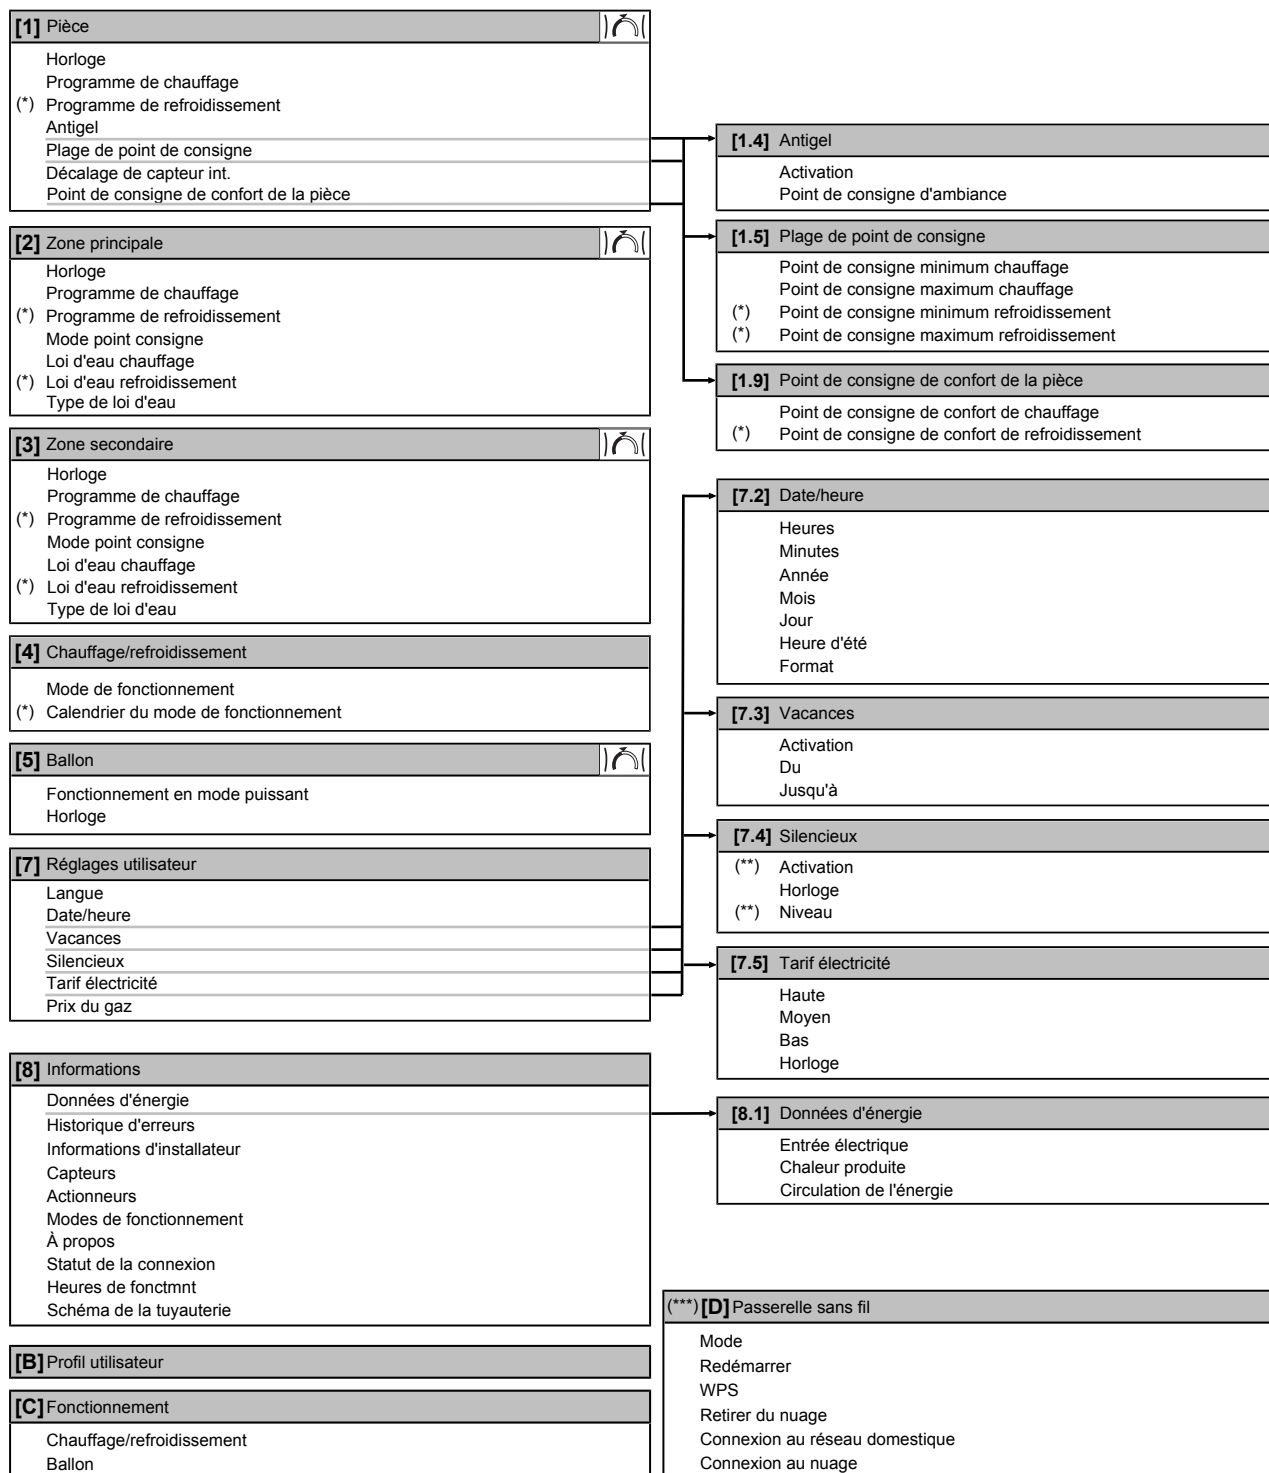 [1] Pièce
Horloge
Programme de chauffage
(*) Programme de refroidissement
Antigel
Plage de point de consigne
Décalage de capteur int.
Point de consigne de confort de la pièce
[2] Zone principale
Horloge
Programme de chauffage
(*) Programme de refroidissement
Mode point consigne
Loi d'eau chauffage
(*) Loi d'eau refroidissement
Type de loi d'eau
[3] Zone secondaire
Horloge
Programme de chauffage
(*) Programme de refroidissement
Mode point consigne
Loi d'eau chauffage
(*) Loi d'eau refroidissement
Type de loi d'eau
[4] Chauffage/refroidissement
Mode de fonctionnement
(*) Calendrier du mode de fonctionnement
[5] Ballon
Fonctionnement en mode puissant
Horloge
[7] Réglages utilisateur
Langue
Date/heure
Vacances
Silencieux
Tarif électricité
Prix du gaz
[8] Informations
Données d'énergie
Historique d'erreurs
Informations d'installateur
Capteurs
Actionneurs
Modes de fonctionnement
À propos
Statut de la connexion
Heures de fonctmnt
Schéma de la tuyauterie
[B] Profil utilisateur
[C] Fonctionnement
Chauffage/refroidissement
Ballon
[1.4] Antigel
Activation
Point de consigne d'ambiance
[1.5] Plage de point de consigne
Point de consigne minimum chauffage
Point de consigne maximum chauffage
(*) Point de consigne minimum refroidissement
(*) Point de consigne maximum refroidissement
[1.9] Point de consigne de confort de la pièce
Point de consigne de confort de chauffage
(*) Point de consigne de confort de refroidissement
[7.2] Date/heure
Heures
Minutes
Année
Mois
Jour
Heure d'été
Format
[7.3] Vacances
Activation
Du
Jusqu'à
[7.4] Silencieux
(**) Activation
Horloge
(**) Niveau
[7.5] Tarif électricité
Haute
Moyen
Bas
Horloge
[8.1] Données d'énergie
Entrée électrique
Chaleur produite
Circulation de l'énergie
(***) [D] Passerelle sans fil
Mode
Redémarrer
WPS
Retirer du nuage
Connexion au réseau domestique
Connexion au nuage